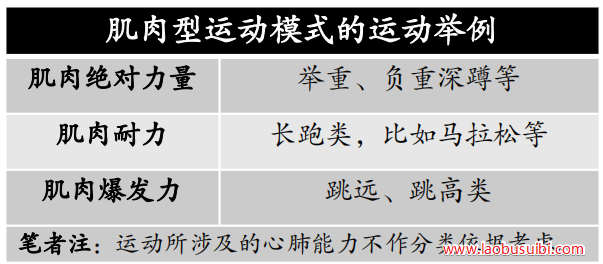 肌肉型运动模式的运动举例
肌肉绝对力量 举重、负重深蹲等
肌肉耐力 长跑类，比如马拉松等
肌肉爆发力 跳远、跳高类
笔者注：运动所涉及的心肺能力不作分类依据考虑
www.laobusuibi.com